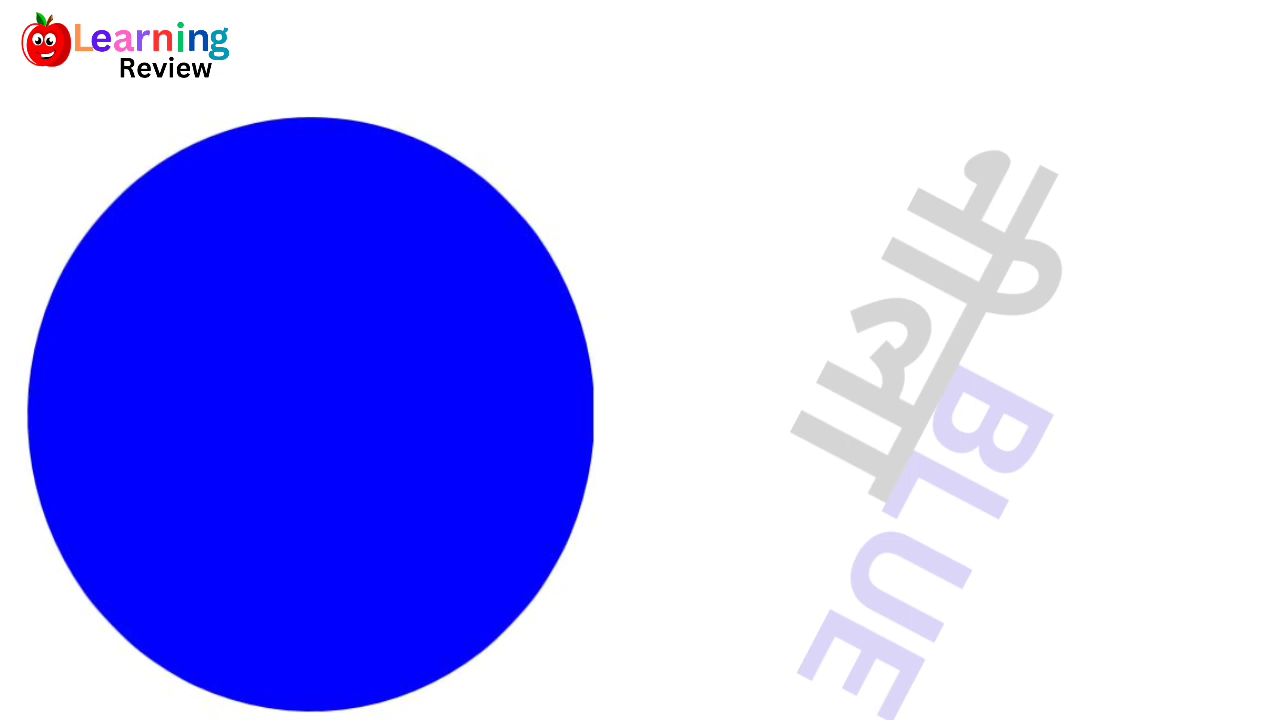 Learning
Review
नीला
BLUE